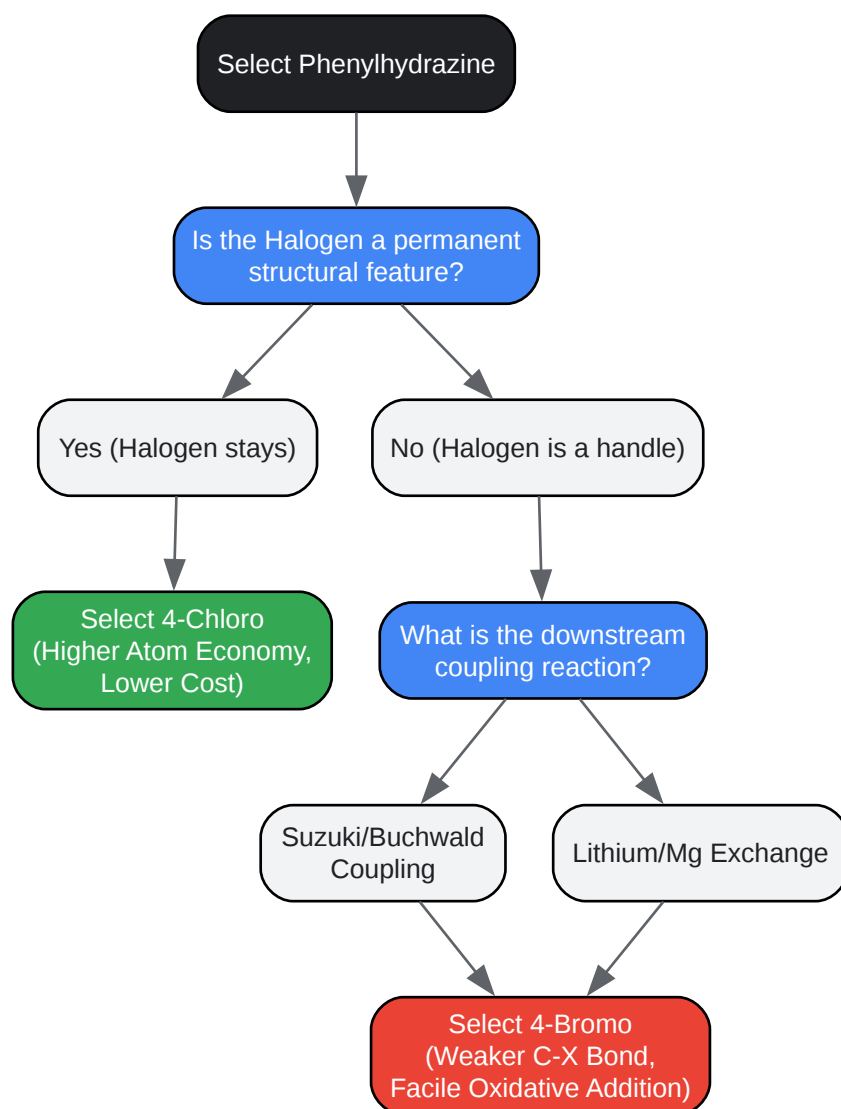 Select Phenylhydrazine
Is the Halogen a permanent
structural feature?
Yes (Halogen stays)
No (Halogen is a handle)
Select 4-Chloro
(Higher Atom Economy,
Lower Cost)
What is the downstream
coupling reaction?
Suzuki/Buchwald
Coupling
Lithium/Mg Exchange
Select 4-Bromo
(Weaker C-X Bond,
Facile Oxidative Addition)